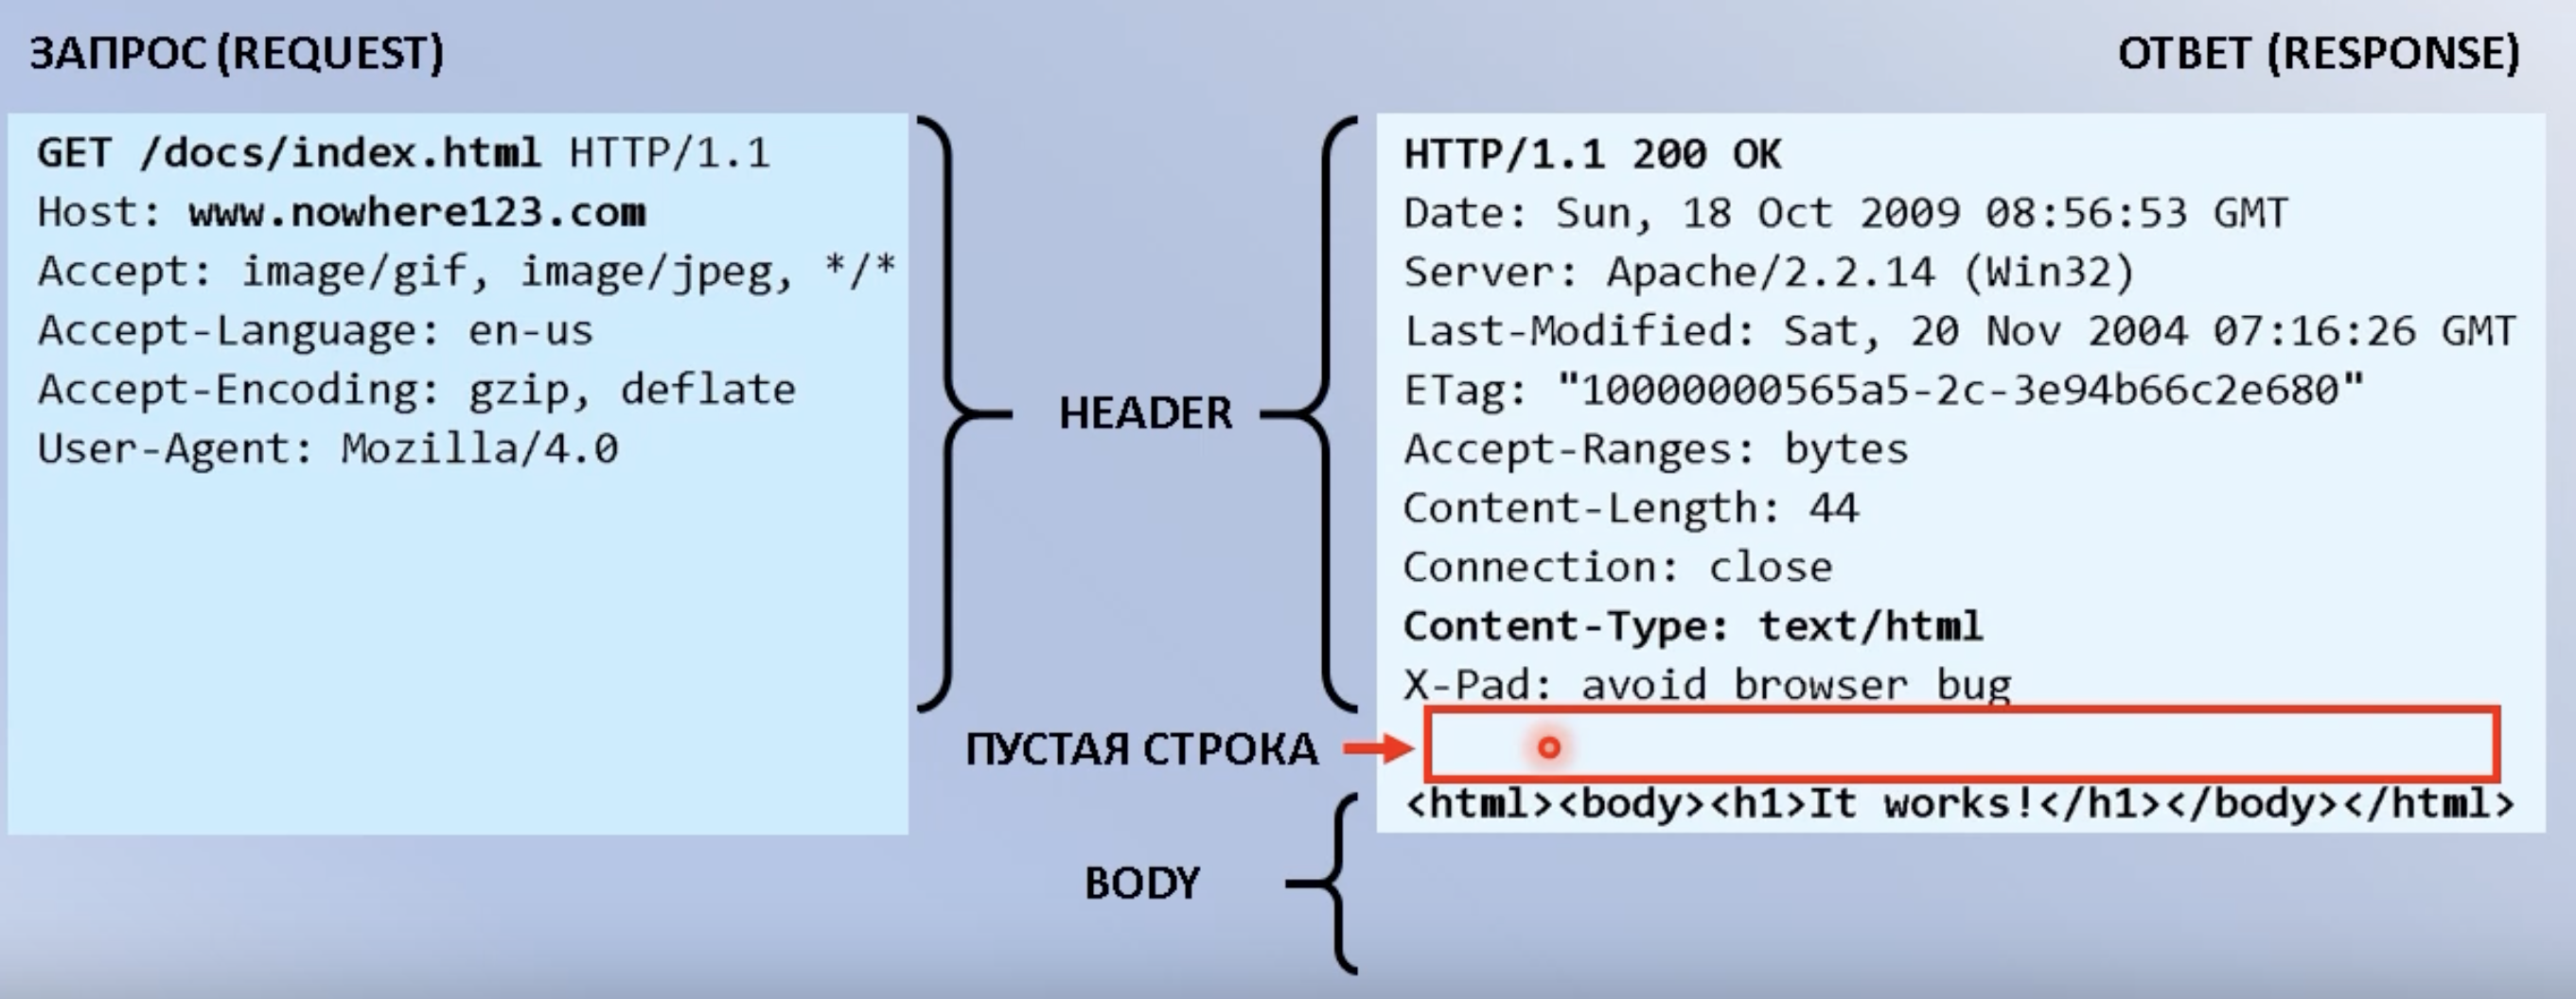 ЗАПРОС (REQUEST)
ОТВЕТ (RESPONSE)
GET /docs/index.html HTTP/1.1
Host: www.nowhere123.com
Accept: image/gif, image/jpeg, */*
Accept-Language: en-us
Accept-Encoding: gzip, deflate
User-Agent: Mozilla/4.0
HEADER
HTTP/1.1 200 OK
Date: Sun, 18 Oct 2009 08:56:53 GMT
Server: Apache/2.2.14 (Win32)
Last-Modified: Sat, 20 Nov 2004 07:16:26 GMT
ETag: "10000000565a5-2c-3e94b66c2e680"
Accept-Ranges: bytes
Content-Length: 44
Connection: close
Content-Type: text/html
X-Pad: avoid browser bug
ПУСТАЯ СТРОКА
<html><body><h1>It works!</h1></body></html>
BODY